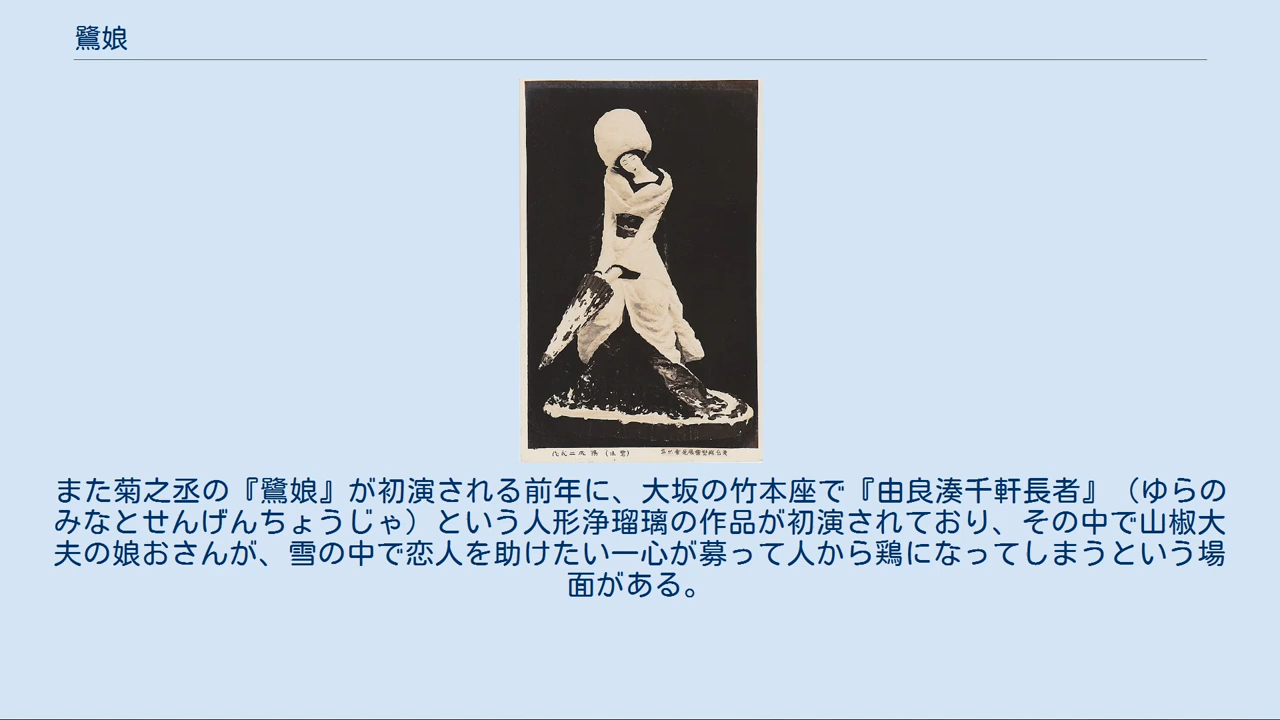 鷺娘
また菊之丞の『鷺娘』が初演される前年に、大坂の竹本座で『由良湊千軒長者』（ゆらの
みなとせんげんちょうじゃ）という人形浄瑠璃の作品が初演されており、その中で山椒大
夫の娘おさんが、雪の中で恋人を助けたい一心が募って人から鶏になってしまうという場
面がある。